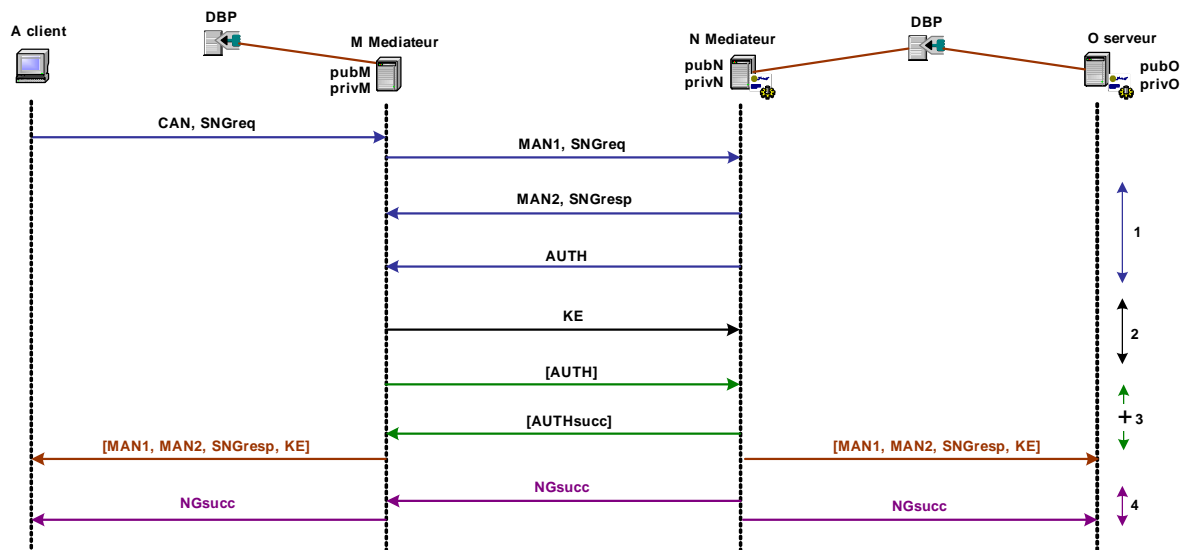 DBP
DBP
A client
M Mediateur
N Mediateur
O serveur
pubM
privM
pubN
privN
pubO
privO
CAN, SNGreq
MAN1, SNGreq
MAN2, SNGresp
1
AUTH
KE
2
[AUTH]
+ 3
[AUTHsucc]
[MAN1, MAN2, SNGresp, KE]
[MAN1, MAN2, SNGresp, KE]
NGsucc
NGsucc
NGsucc
4